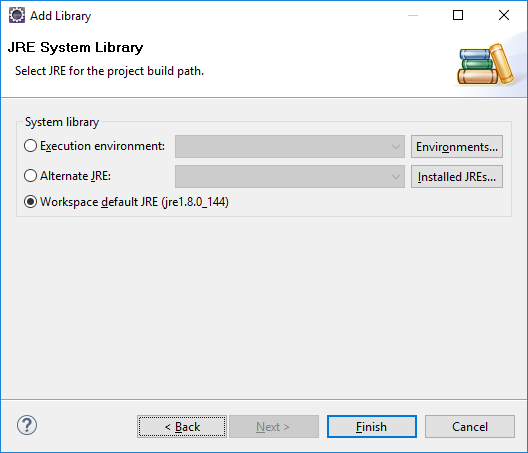 Add Library
JRE System Library
Select JRE for the project build path.
System library
Execution environment:
Environments...
Alternate JRE:
Installed JREs...
Workspace default JRE (jre1.8.0_144)
?
< Back
Next >
Finish
Cancel